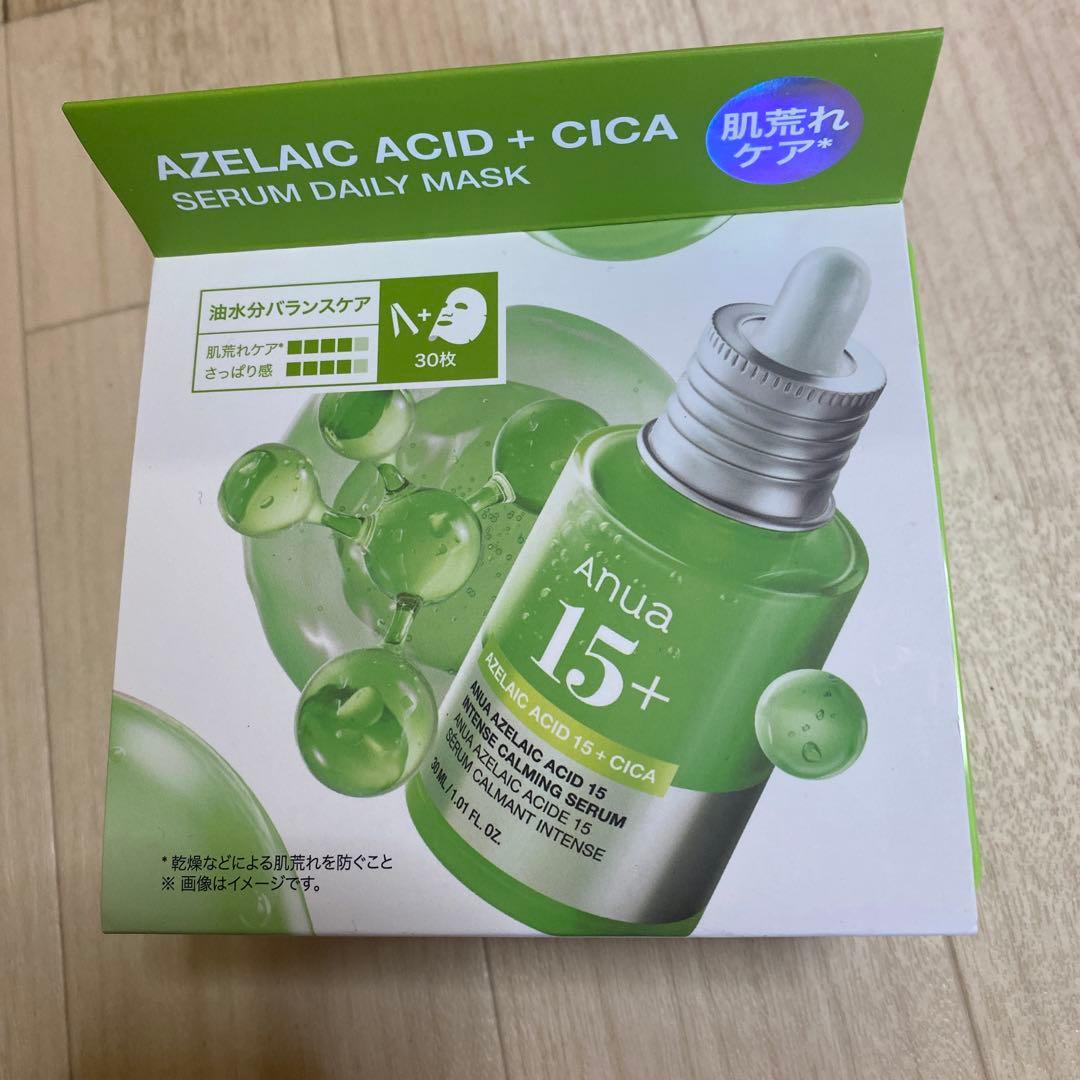 AZELAIC ACID + CICA
SERUM DAILY MASK
肌荒れ
ケア*
油水分バランスケア
肌荒れケア*
さっぱり感
30枚
Anua
15+
AZELAIC ACID 15 + CICA
ANUA AZELAIC ACID 15
INTENSE CALMING SERUM
ANUA AZELAIC ACIDE 15
SÉRUM CALMANT INTENSE
30 ML / 1.01 FL. OZ.
* 乾燥などによる肌荒れを防ぐこと
※ 画像はイメージです。